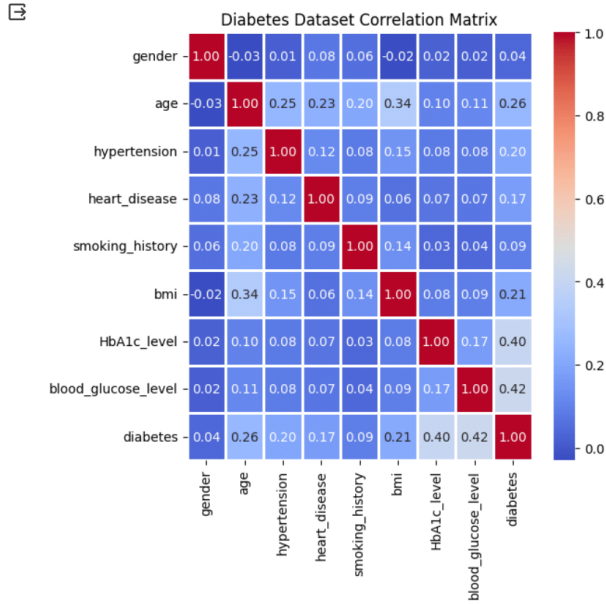 Diabetes Dataset Correlation Matrix
gender 1.00 -0.03 0.01 0.08 0.06 -0.02 0.02 0.02 0.04
age -0.03 1.00 0.25 0.23 0.20 0.34 0.10 0.11 0.26
hypertension 0.01 0.25 1.00 0.12 0.08 0.15 0.08 0.08 0.20
heart_disease 0.08 0.23 0.12 1.00 0.09 0.06 0.07 0.07 0.17
smoking_history 0.06 0.20 0.08 0.09 1.00 0.14 0.03 0.04 0.09
bmi -0.02 0.34 0.15 0.06 0.14 1.00 0.08 0.09 0.21
HbA1c_level 0.02 0.10 0.08 0.07 0.03 0.08 1.00 0.17 0.40
blood_glucose_level 0.02 0.11 0.08 0.07 0.04 0.09 0.17 1.00 0.42
diabetes 0.04 0.26 0.20 0.17 0.09 0.21 0.40 0.42 1.00
gender
age
hypertension
heart_disease
smoking_history
bmi
HbA1c_level
blood_glucose_level
diabetes
1.0
0.8
0.6
0.4
0.2
0.0